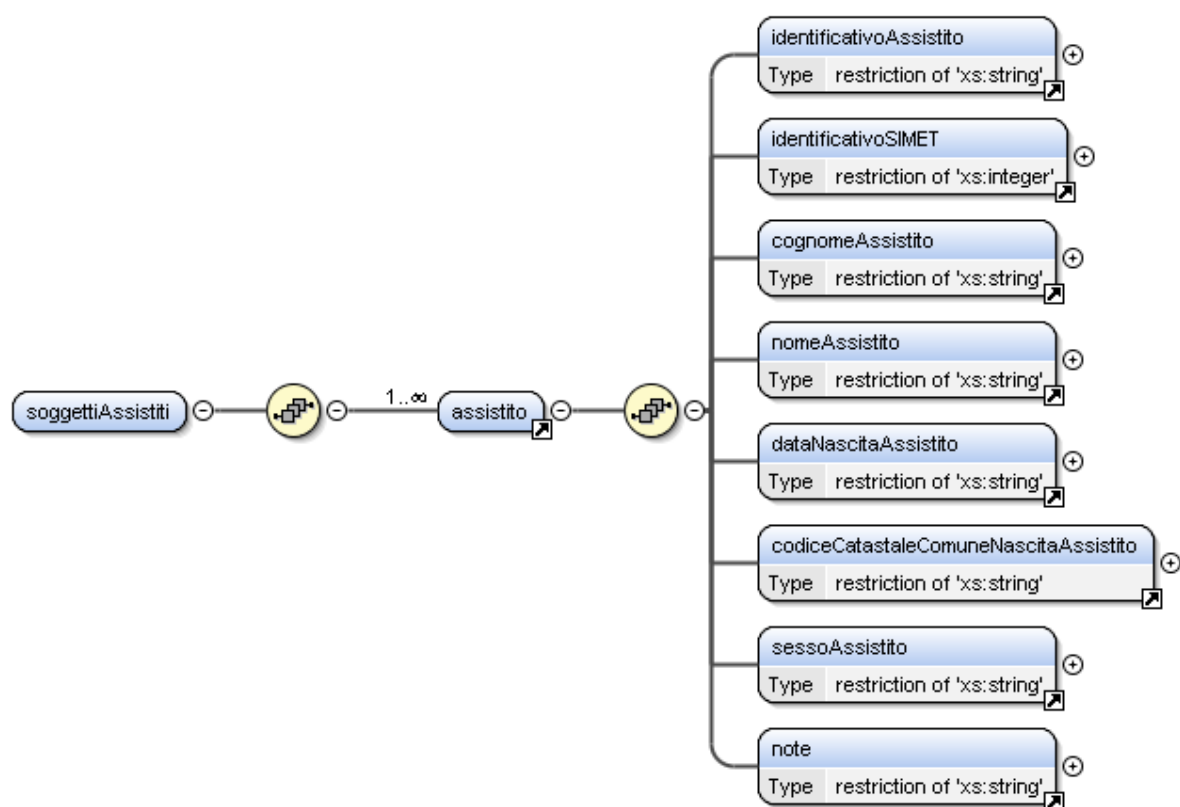 identificativoAssistito
Type restriction of 'xs:string'
identificativoSIMET
Type restriction of 'xs:integer'
cognomeAssistito
Type restriction of 'xs:string'
nomeAssistito
Type restriction of 'xs:string'
soggettiAssistiti
1..∞
assistito
dataNascitaAssistito
Type restriction of 'xs:string'
codiceCatastaleComuneNascitaAssistito
Type restriction of 'xs:string'
sessoAssistito
Type restriction of 'xs:string'
note
Type restriction of 'xs:string'